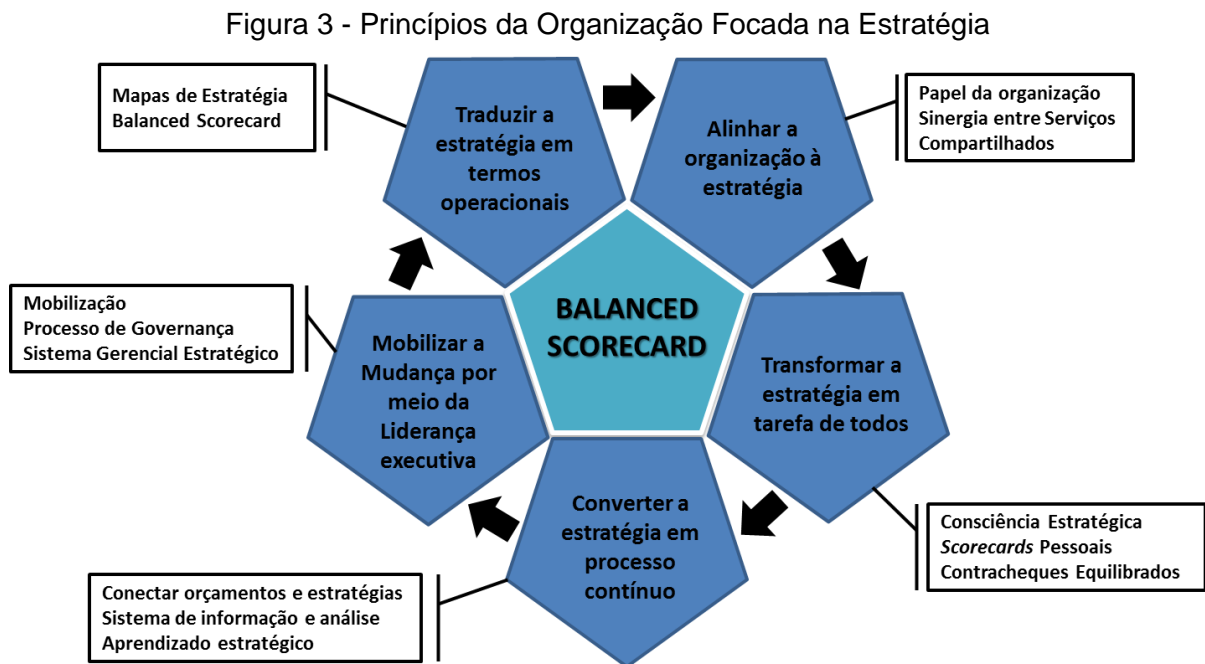 Figura 3 - Princípios da Organização Focada na Estratégia
Mapas de Estratégia
Balanced Scorecard
Traduzir a
estratégia em
termos
operacionais
Alinhar a
organização à
estratégia
Papel da organização
Sinergia entre Serviços
Compartilhados
Mobilização
Processo de Governança
Sistema Gerencial Estratégico
Mobilizar a
Mudança por
meio da
Liderança
executiva
BALANCED
SCORECARD
Transformar a
estratégia em
tarefa de todos
Consciência Estratégica
Scorecards Pessoais
Contracheques Equilibrados
Converter a
estratégia em
processo
contínuo
Conectar orçamentos e estratégias
Sistema de informação e análise
Aprendizado estratégico